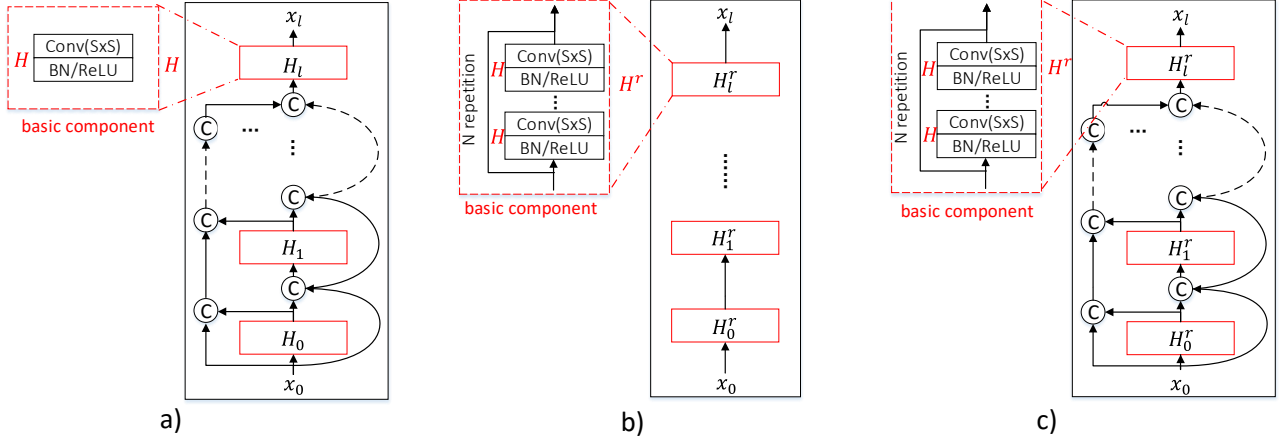 x_l
H
Conv(SxS)
BN/ReLU
H
H_l
basic component
C
C
...
...
C
C
H_1
C
C
H_0
x_0
a)
N repetition
H
Conv(SxS)
BN/ReLU
...
H
Conv(SxS)
BN/ReLU
H^r
basic component
x_l
H_l^r
......
H_1^r
H_0^r
x_0
b)
N repetition
H
Conv(SxS)
BN/ReLU
...
H
Conv(SxS)
BN/ReLU
H^r
basic component
x_l
H_l^r
C
C
...
...
C
C
H_1^r
C
C
H_0^r
x_0
c)